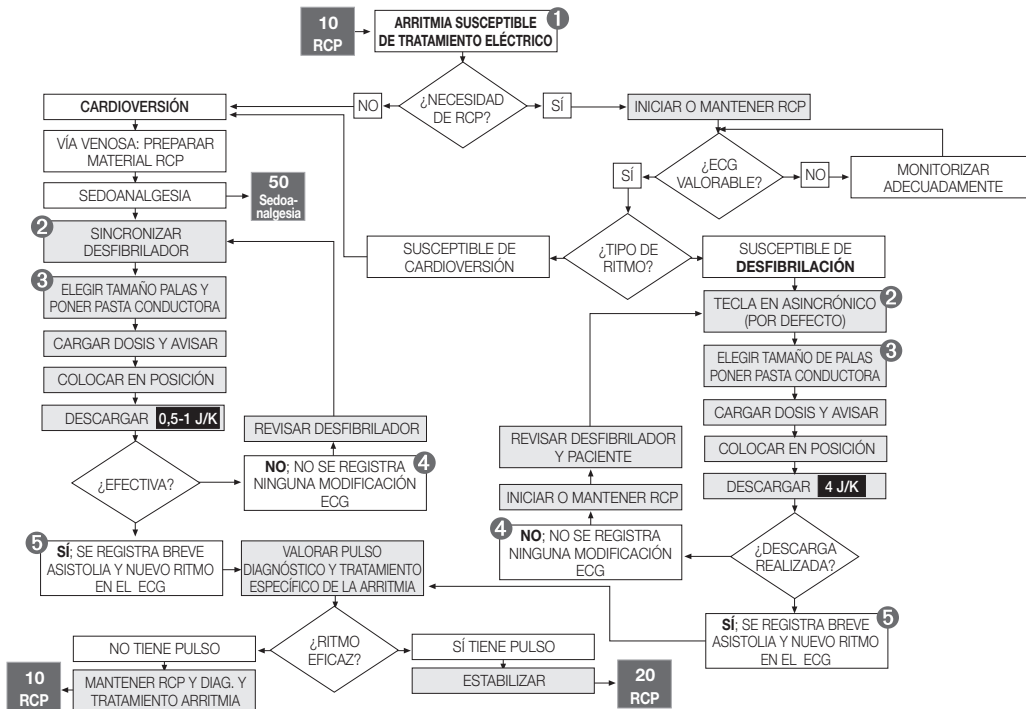 10
RCP
ARRITMIA SUSCEPTIBLE
DE TRATAMIENTO ELÉCTRICO
1
¿NECESIDAD
DE RCP?
NO
SÍ
CARDIOVERSIÓN
INICIAR O MANTENER RCP
VÍA VENOSA: PREPARAR
MATERIAL RCP
¿ECG
VALORABLE?
SÍ
NO
MONITORIZAR
ADECUADAMENTE
SEDOANALGESIA
50
Sedoa-
nalgesia
2
SINCRONIZAR
DESFIBRILADOR
SUSCEPTIBLE DE
CARDIOVERSIÓN
¿TIPO DE
RITMO?
SUSCEPTIBLE DE
DESFIBRILACIÓN
3
ELEGIR TAMAÑO PALAS Y
PONER PASTA CONDUCTORA
TECLA EN ASINCRÓNICO
(POR DEFECTO)
2
CARGAR DOSIS Y AVISAR
ELEGIR TAMAÑO DE PALAS
PONER PASTA CONDUCTORA
3
COLOCAR EN POSICIÓN
CARGAR DOSIS Y AVISAR
DESCARGAR 0,5-1 J/K
REVISAR DESFIBRILADOR
REVISAR DESFIBRILADOR
Y PACIENTE
COLOCAR EN POSICIÓN
¿EFECTIVA?
NO; NO SE REGISTRA
NINGUNA MODIFICACIÓN
ECG
4
INICIAR O MANTENER RCP
DESCARGAR 4 J/K
4
NO; NO SE REGISTRA
NINGUNA MODIFICACIÓN
ECG
¿DESCARGA
REALIZADA?
5
SÍ; SE REGISTRA BREVE
ASISTOLIA Y NUEVO RITMO
EN EL ECG
VALORAR PULSO
DIAGNÓSTICO Y TRATAMIENTO
ESPECÍFICO DE LA ARRITMIA
5
SÍ; SE REGISTRA BREVE
ASISTOLIA Y NUEVO RITMO
EN EL ECG
NO TIENE PULSO
¿RITMO
EFICAZ?
SÍ TIENE PULSO
10
RCP
MANTENER RCP Y DIAG. Y
TRATAMIENTO ARRITMIA
ESTABILIZAR
20
RCP